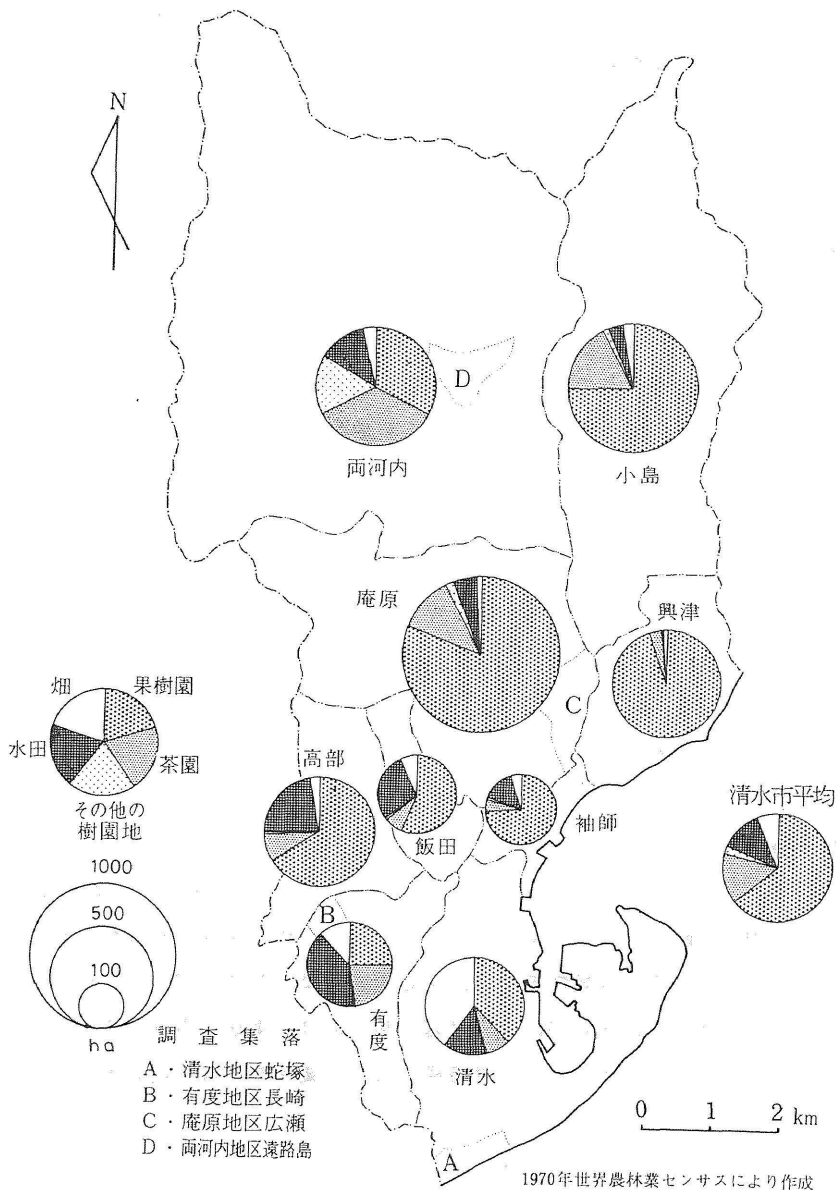 N
D
両河内
小島
庵原
興津
C
畑
果樹園
水田
茶園
その他の
樹園地
高部
飯田
袖師
清水市平均
1000
500
100
ha
B
有度
清水
調査集落
A・清水地区蛇塚
B・有度地区長崎
C・庵原地区広瀬
D・両河内地区遠路島
A
0 1 2 km
1970年世界農林業センサスにより作成